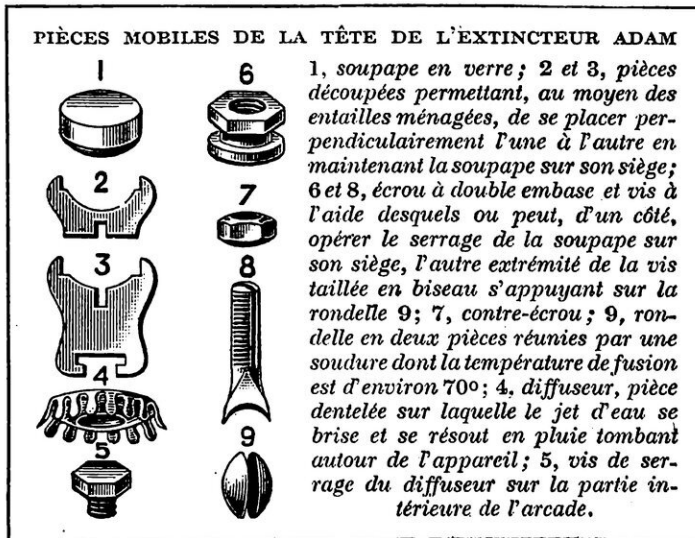 PIÈCES MOBILES DE LA TÊTE DE L'EXTINCTEUR ADAM
1
6
2
7
3
8
4
5
9
1, soupape en verre; 2 et 3, pièces
découpées permettant, au moyen des
entailles ménagées, de se placer per-
pendiculairement l'une à l'autre en
maintenant la soupape sur son siège;
6 et 8, écrou à double embase et vis à
l'aide desquels ou peut, d'un côté,
opérer le serrage de la soupape sur
son siège, l'autre extrémité de la vis
taillée en biseau s'appuyant sur la
rondelle 9; 7, contre-écrou; 9, ron-
delle en deux pièces réunies par une
soudure dont la température de fusion
est d'environ 70°; 4, diffuseur, pièce
dentelée sur laquelle le jet d'eau se
brise et se résout en pluie tombant
autour de l'appareil; 5, vis de ser-
rage du diffuseur sur la partie in-
térieure de l'arcade.